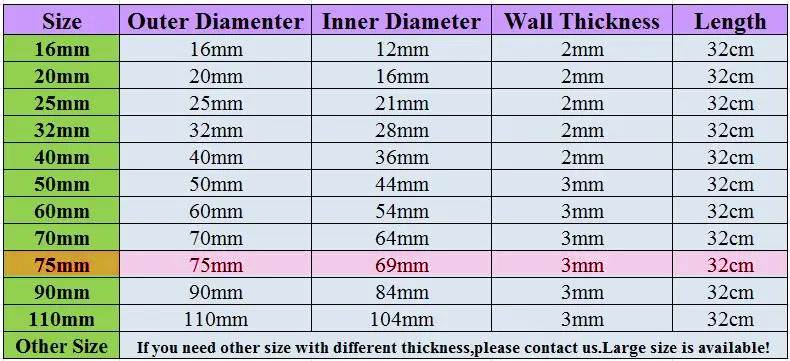 Size Outer Diamenter Inner Diameter Wall Thickness Length
16mm 16mm 12mm 2mm 32cm
20mm 20mm 16mm 2mm 32cm
25mm 25mm 21mm 2mm 32cm
32mm 32mm 28mm 2mm 32cm
40mm 40mm 36mm 2mm 32cm
50mm 50mm 44mm 3mm 32cm
60mm 60mm 54mm 3mm 32cm
70mm 70mm 64mm 3mm 32cm
75mm 75mm 69mm 3mm 32cm
90mm 90mm 84mm 3mm 32cm
110mm 110mm 104mm 3mm 32cm
Other Size If you need other size with different thickness,please contact us.Large size is available!